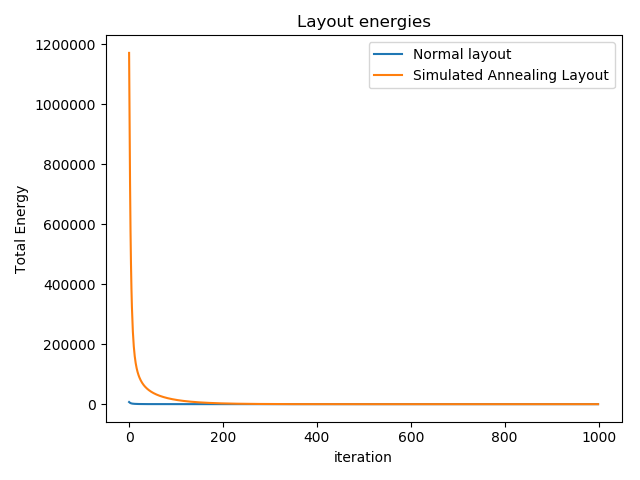 Layout energies
Normal layout
Simulated Annealing Layout
Total Energy
1200000
1000000
800000
600000
400000
200000
0
0 200 400 600 800 1000
iteration